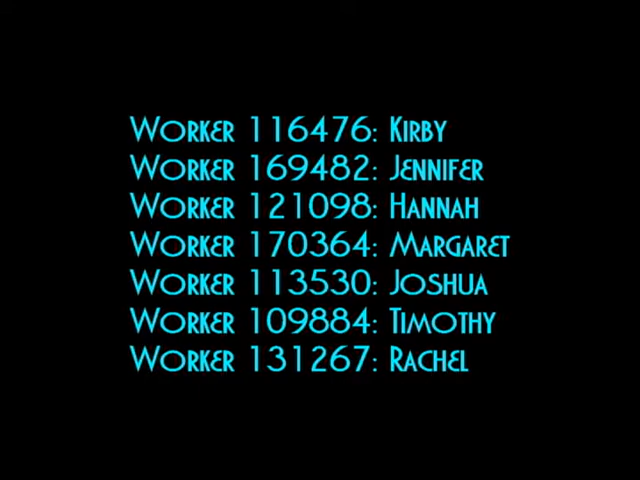 Worker 116476: Kirby
Worker 169482: Jennifer
Worker 121098: Hannah
Worker 170364: Margaret
Worker 113530: Joshua
Worker 109884: Timothy
Worker 131267: Rachel